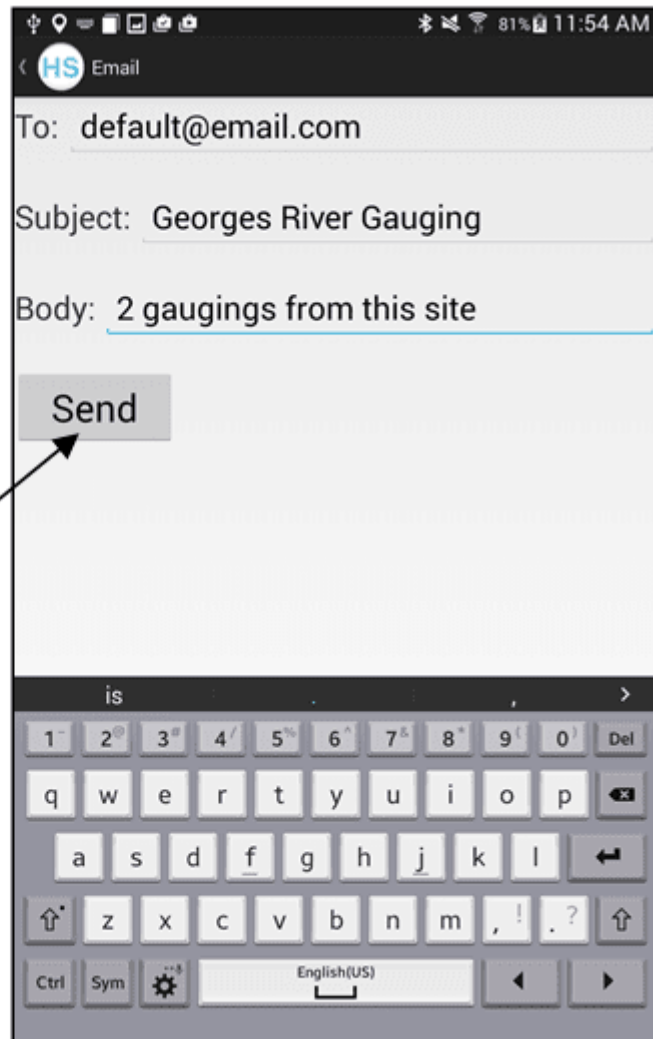 81% 11:54 AM
HS Email
To: default@email.com
Subject: Georges River Gauging
Body: 2 gaugings from this site
Send
is . ,
1 - 2 @ 3 # 4 / 5 % 6 ^ 7 & 8 * 9 ( 0 ) Del
q w e r t y u i o p
a s d f g h j k l
z x c v b n m , ! . ?
Ctrl Sym English(US)